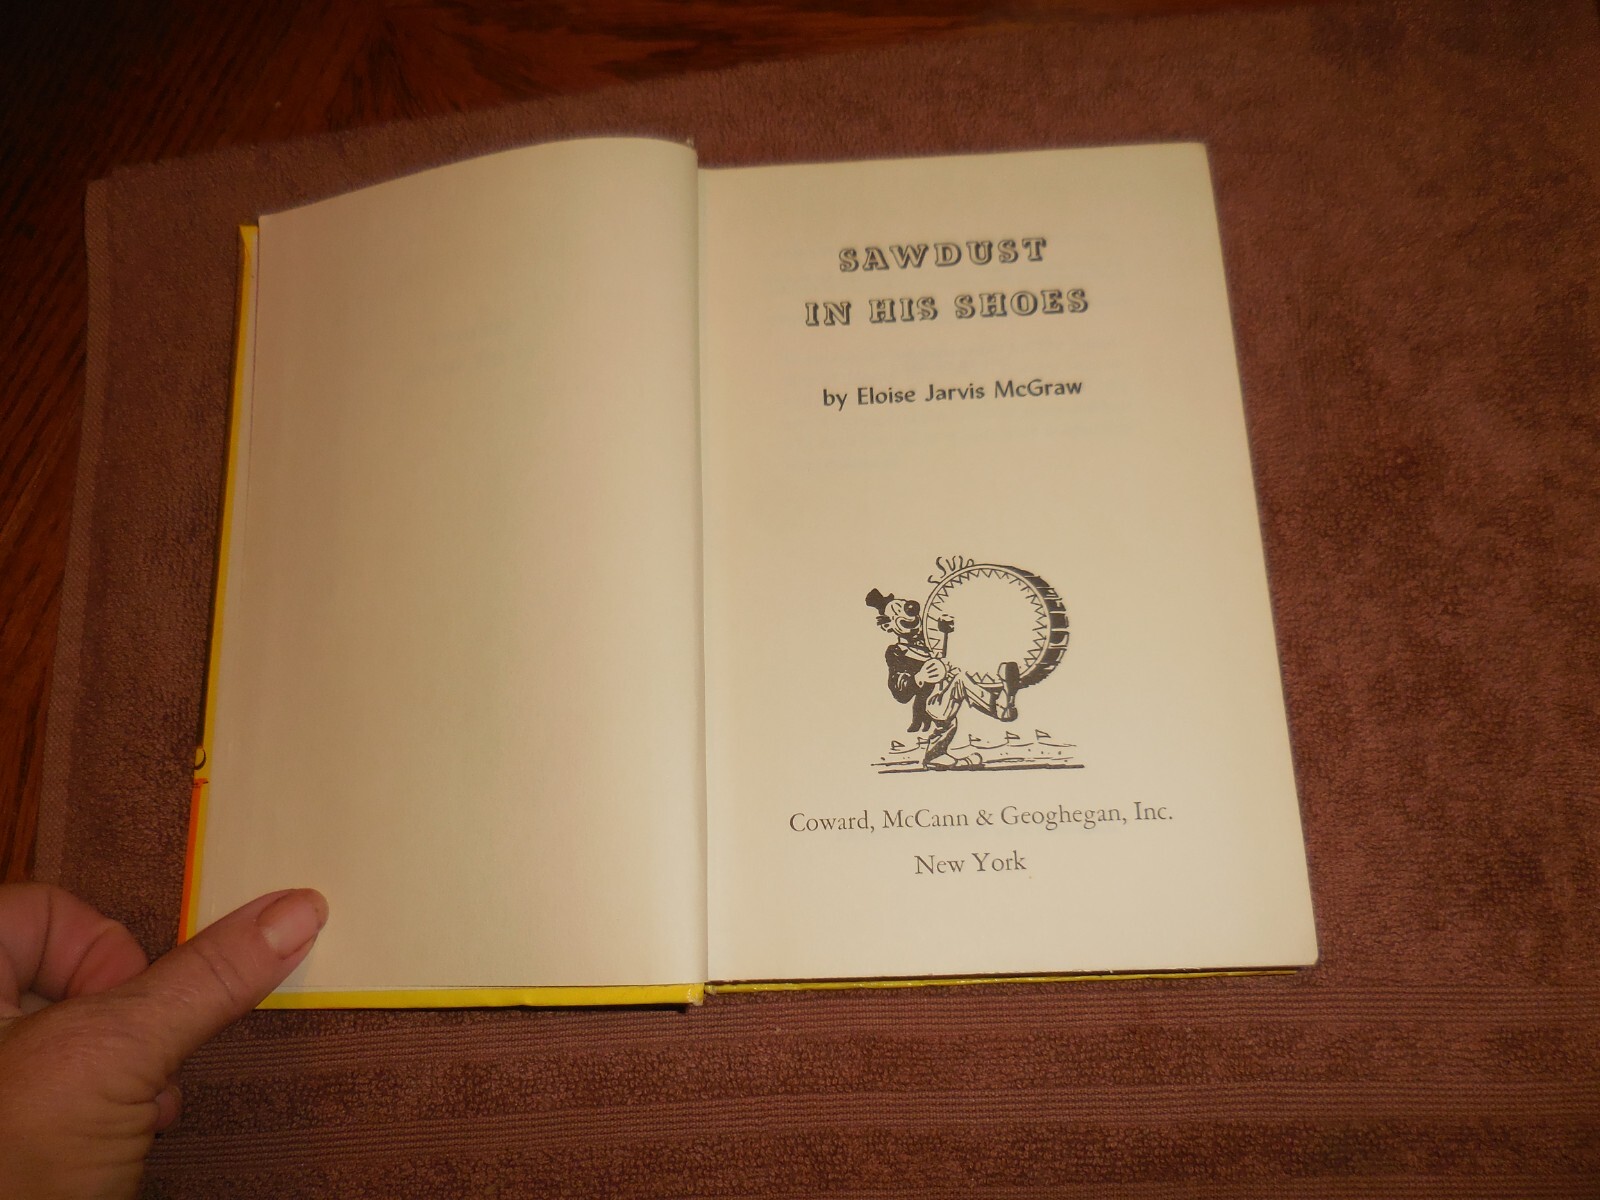 SAWDUST
IN HIS SHOES
by Eloise Jarvis McGraw
Coward, McCann & Geoghegan, Inc.
New York